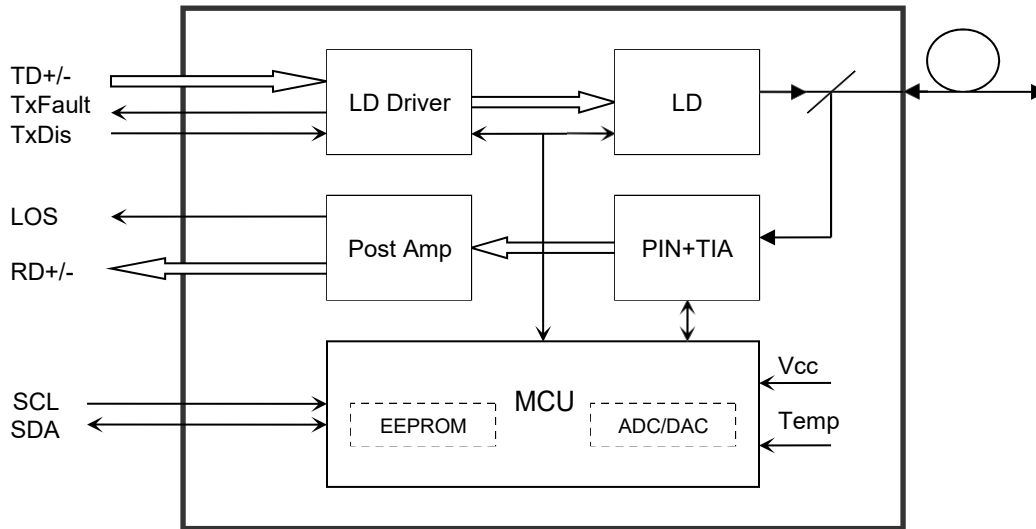 TD+/-
TxFault
TxDis
LD Driver
LD
LOS
RD+/-
Post Amp
PIN+TIA
SCL
SDA
MCU
EEPROM
ADC/DAC
Vcc
Temp